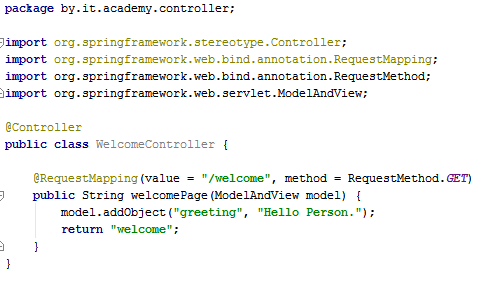 package by.it.academy.controller;
import org.springframework.stereotype.Controller;
import org.springframework.web.bind.annotation.RequestMapping;
import org.springframework.web.bind.annotation.RequestMethod;
import org.springframework.web.servlet.ModelAndView;
@Controller
public class WelcomeController {
@RequestMapping(value = "/welcome", method = RequestMethod.GET)
public String welcomePage(ModelAndView model) {
model.addObject("greeting", "Hello Person.");
return "welcome";
}
}